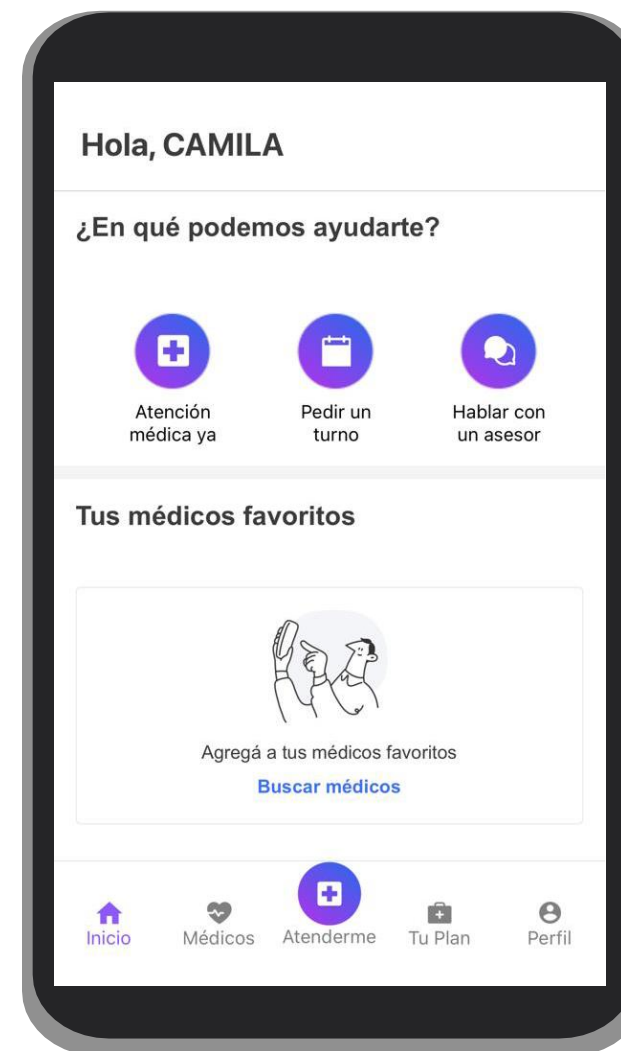 Hola, CAMILA
¿En qué podemos ayudarte?
Atención
médica ya
Pedir un
turno
Hablar con
un asesor
Tus médicos favoritos
Agregá a tus médicos favoritos
Buscar médicos
Inicio
Médicos
Atenderme
Tu Plan
Perfil